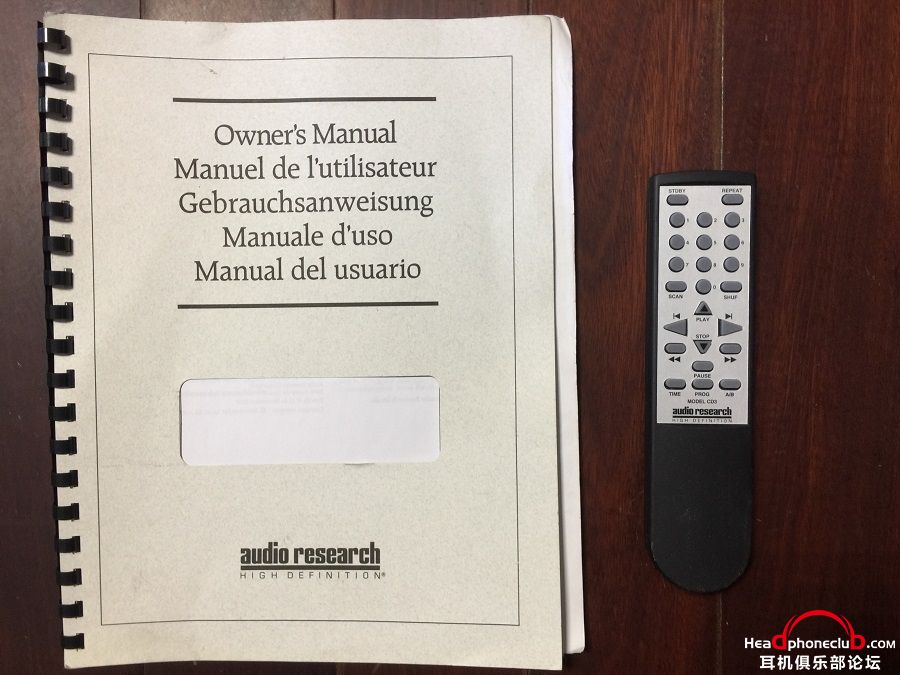 Owner's Manual
Manuel de l'utilisateur
Gebrauchsanweisung
Manuale d'uso
Manual del usuario
audio research
HIGH DEFINITION®
STDBY REPEAT
1 2 3
4 5 6
7 8 9
0
SCAN SHUF
PLAY
STOP
PAUSE
TIME PROG A/B
MODEL CD3
audio research
HIGH DEFINITION
Headphoneclub.com
耳机俱乐部论坛